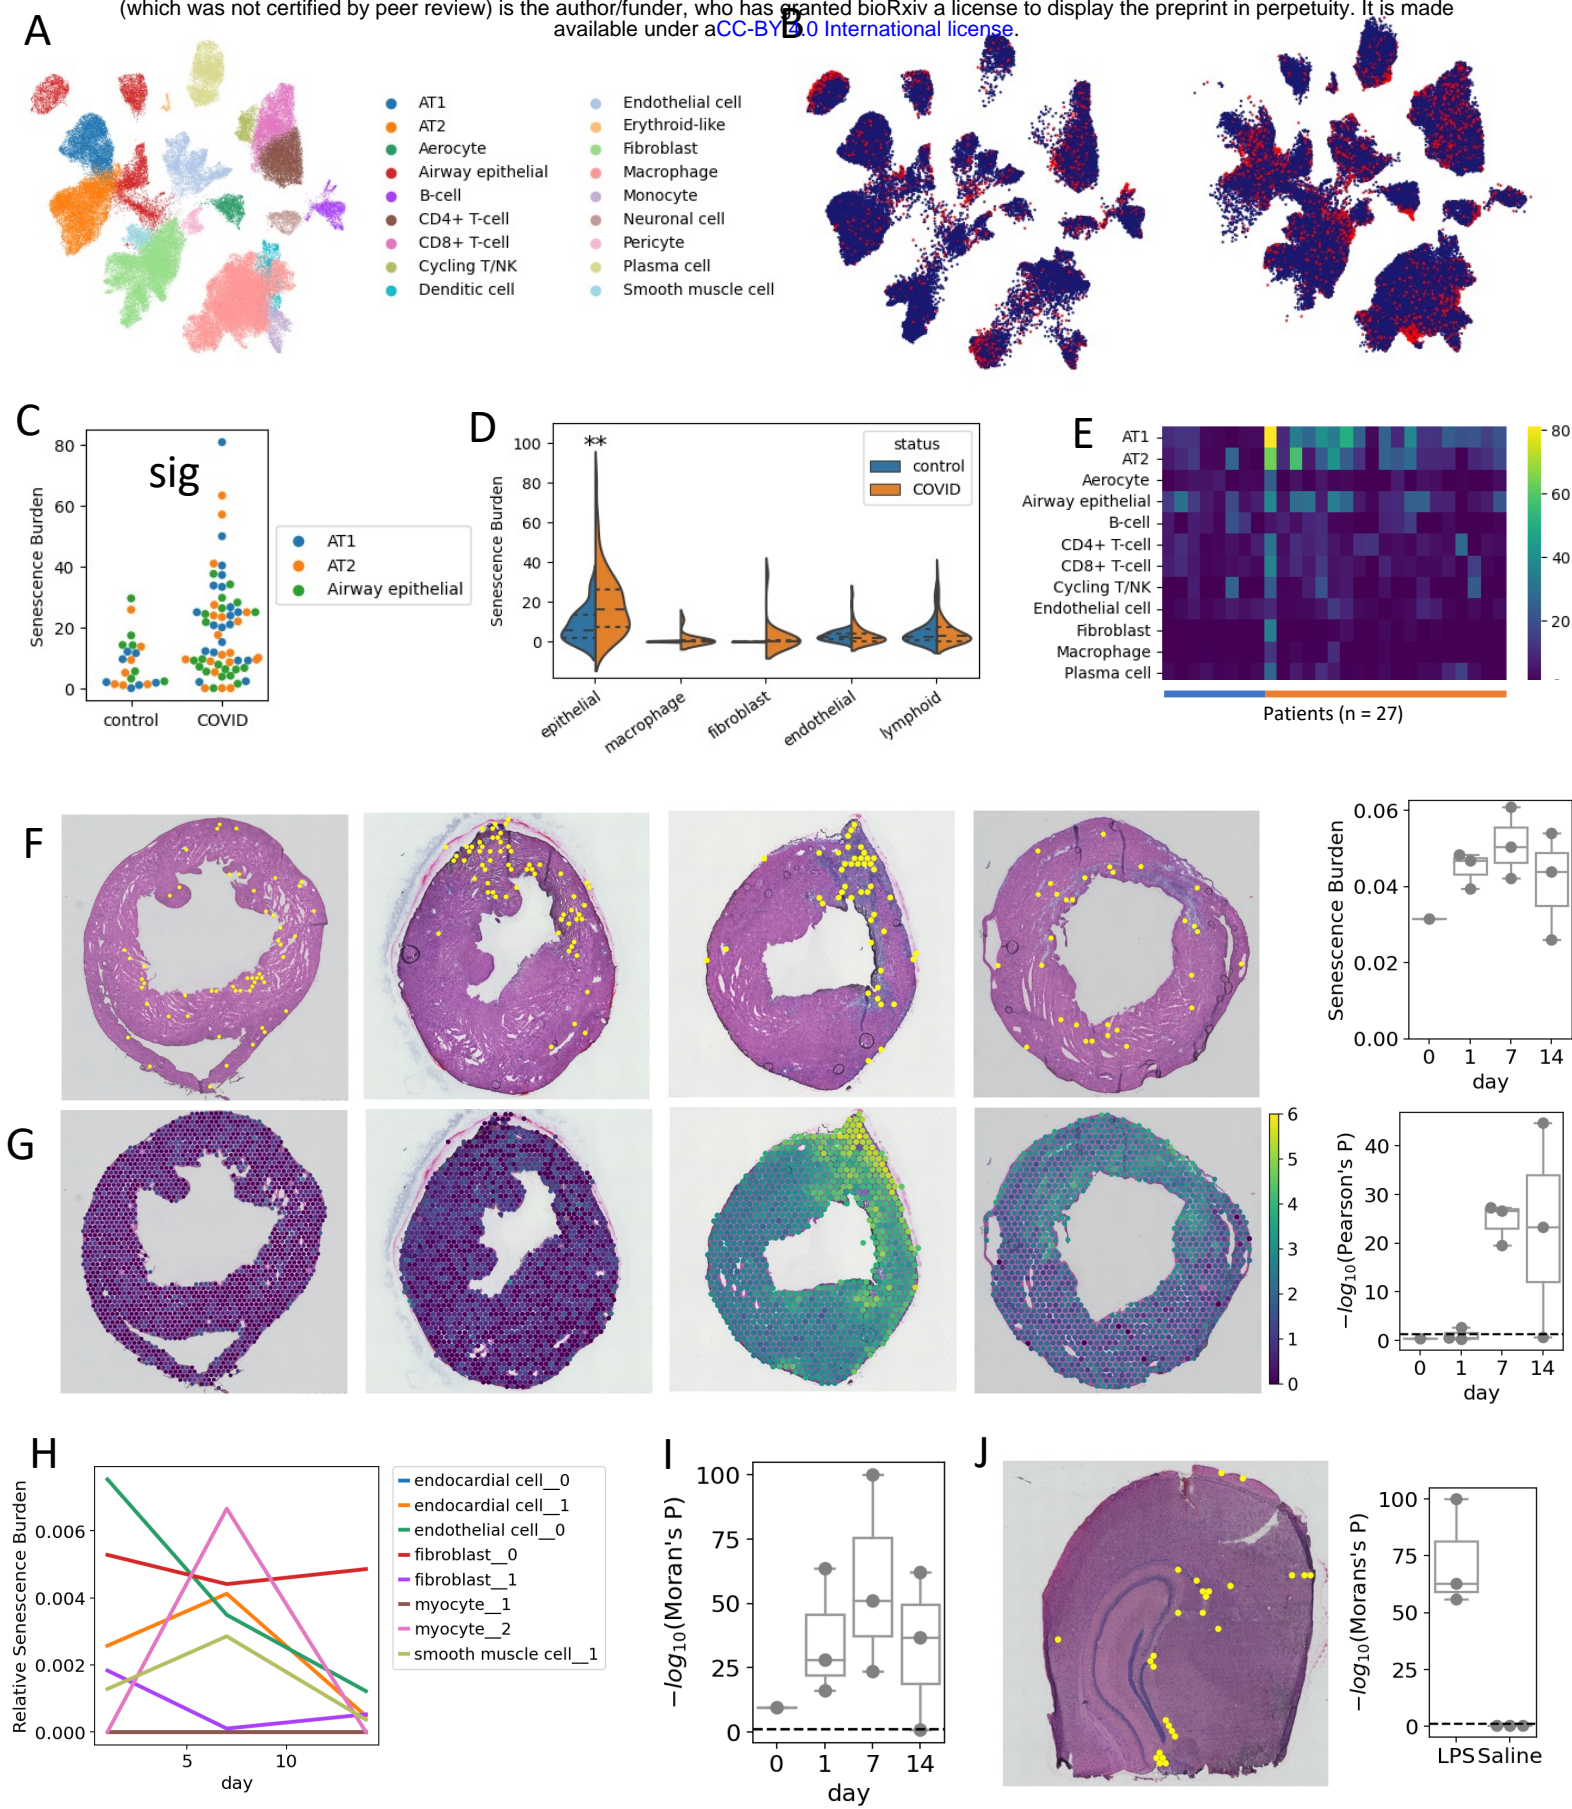 (which was not certified by peer review) is the author/funder, who has granted bioRxiv a license to display the preprint in perpetuity. It is made
available under aCC-BY 4.0 International license.
A
B
AT1
AT2
Aerocyte
Airway epithelial
B-cell
CD4+ T-cell
CD8+ T-cell
Cycling T/NK
Denditic cell
Endothelial cell
Erythroid-like
Fibroblast
Macrophage
Monocyte
Neuronal cell
Pericyte
Plasma cell
Smooth muscle cell
C
Senescence Burden
80
60
40
20
0
sig
control
COVID
AT1
AT2
Airway epithelial
D
Senescence Burden
100
80
60
40
20
0
**
status
control
COVID
epithelial
macrophage
fibroblast
endothelial
lymphoid
E
AT1
AT2
Aerocyte
Airway epithelial
B-cell
CD4+ T-cell
CD8+ T-cell
Cycling T/NK
Endothelial cell
Fibroblast
Macrophage
Plasma cell
Patients (n = 27)
80
60
40
20
F
Senescence Burden
0.06
0.04
0.02
0.00
0 1 7 14
day
G
6
5
4
3
2
1
0
−log10(Pearson's P)
40
30
20
10
0
0 1 7 14
day
H
Relative Senescence Burden
0.006
0.004
0.002
0.000
5 10
day
endocardial cell__0
endocardial cell__1
endothelial cell__0
fibroblast__0
fibroblast__1
myocyte__1
myocyte__2
smooth muscle cell__1
I
−log10(Moran's P)
100
75
50
25
0
0 1 7 14
day
J
−log10(Morans's P)
100
75
50
25
0
LPS Saline